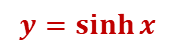 y = sinh x